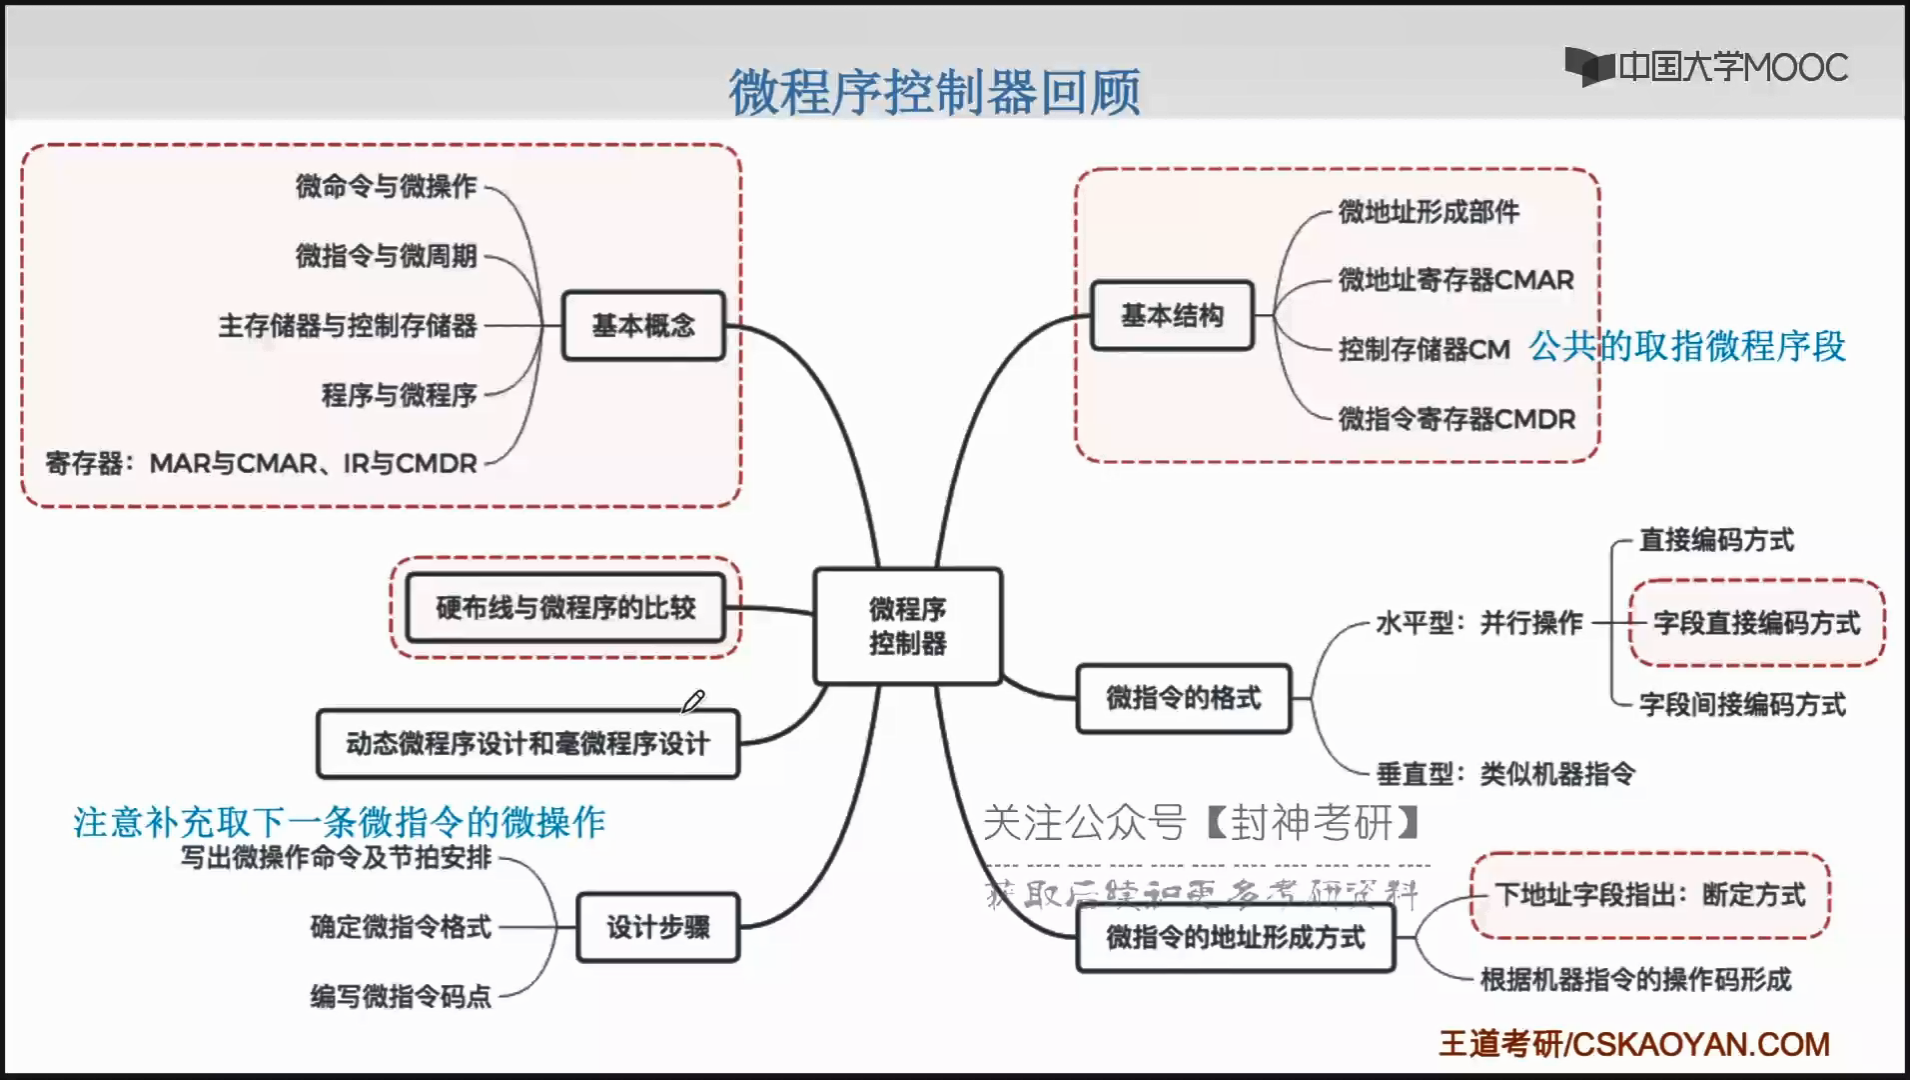 中国大学MOOC
微程序控制器回顾
微命令与微操作
微指令与微周期
主存储器与控制存储器
程序与微程序
寄存器：MAR与CMAR、IR与CMDR
基本概念
微地址形成部件
微地址寄存器CMAR
控制存储器CM
公共的取指微程序段
微指令寄存器CMDR
基本结构
硬布线与微程序的比较
微程序
控制器
直接编码方式
水平型：并行操作
字段直接编码方式
字段间接编码方式
微指令的格式
垂直型：类似机器指令
动态微程序设计和毫微程序设计
注意补充取下一条微指令的微操作
写出微操作命令及节拍安排
确定微指令格式
编写微指令码点
设计步骤
关注公众号【封神考研】
获取后续和更多考研资料
下地址字段指出：断定方式
微指令的地址形成方式
根据机器指令的操作码形成
王道考研/CSKAOYAN.COM